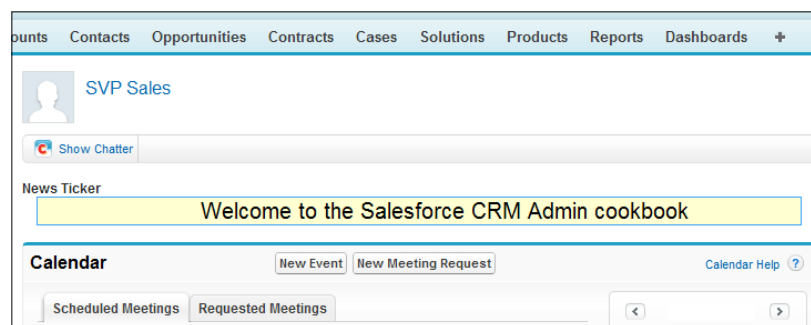 ounts Contacts Opportunities Contracts Cases Solutions Products Reports Dashboards +
SVP Sales
Show Chatter
News Ticker
Welcome to the Salesforce CRM Admin cookbook
Calendar New Event New Meeting Request Calendar Help ?
Scheduled Meetings Requested Meetings < >